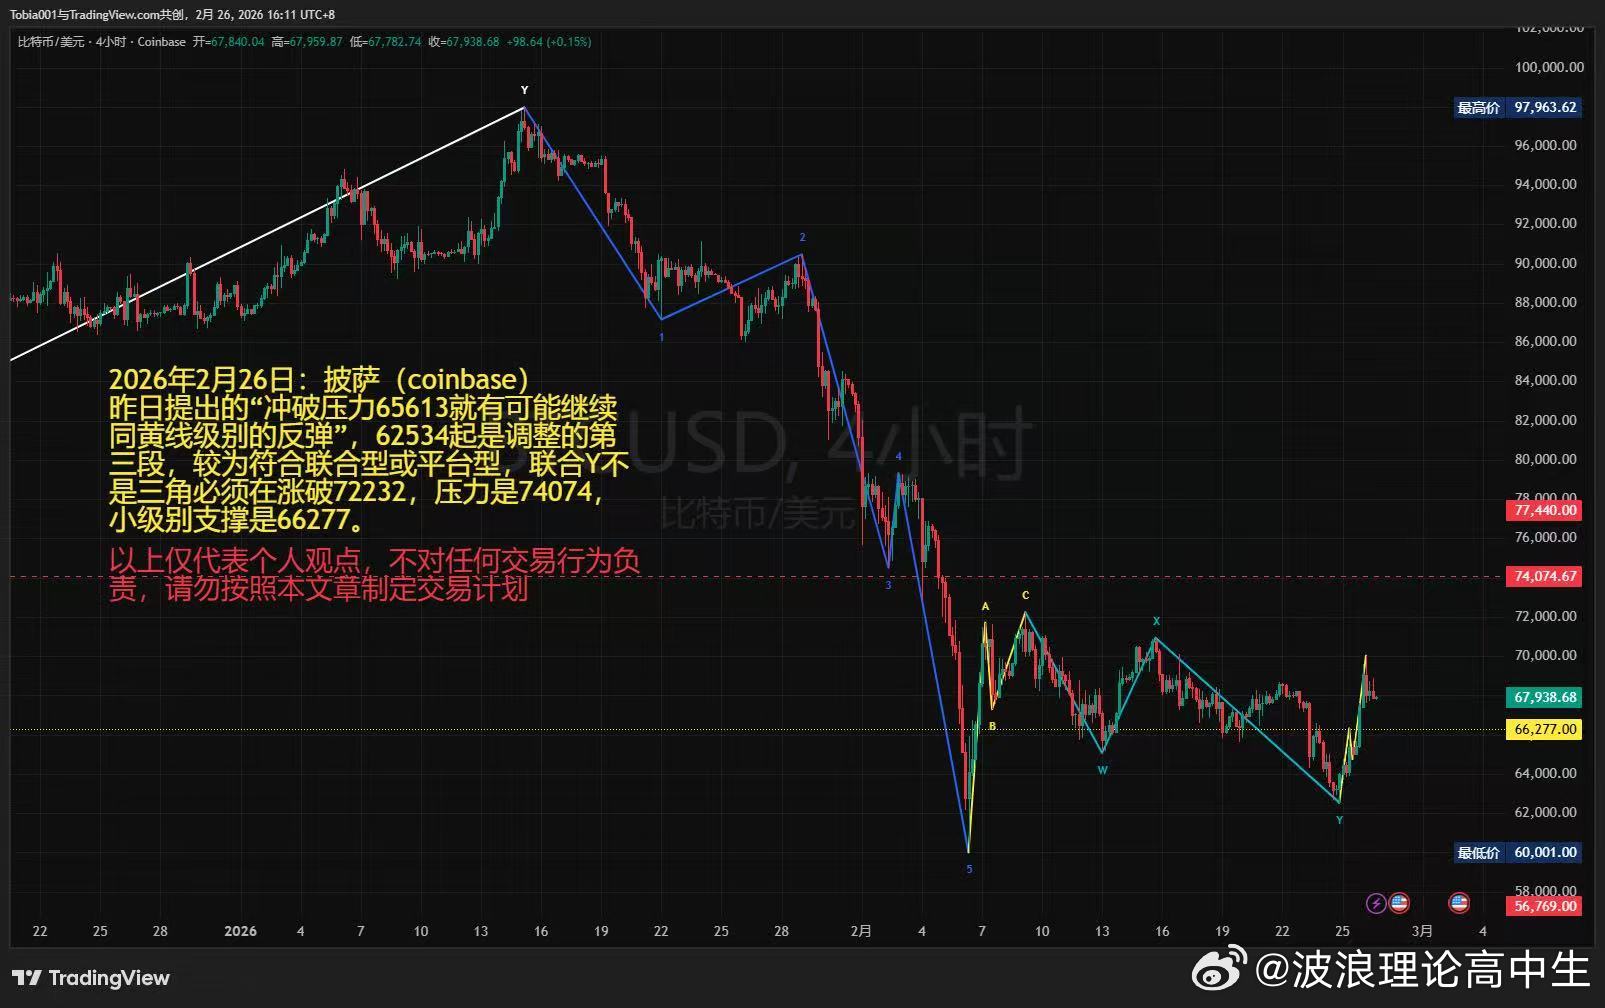 Tobia001与TradingView.com共创，2月 26, 2026 16:11 UTC+8
比特币/美元 · 4小时 · Coinbase 开=67,840.04 高=67,959.87 低=67,782.74 收=67,938.68 +98.64 (+0.15%)
102,000.00
100,000.00
最高价 97,963.62
96,000.00
94,000.00
92,000.00
90,000.00
88,000.00
86,000.00
84,000.00
82,000.00
80,000.00
78,000.00
77,440.00
76,000.00
74,074.67
72,000.00
70,000.00
67,938.68
66,277.00
64,000.00
62,000.00
最低价 60,001.00
58,000.00
56,769.00
Y
1
2
3
4
5
A
B
C
W
X
Y
USD, 4小时
比特币/美元
2026年2月26日：披萨（coinbase）
昨日提出的“冲破压力65613就有可能继续
同黄线级别的反弹”，62534起是调整的第
三段，较为符合联合型或平台型，联合Y不
是三角必须在涨破72232，压力是74074，
小级别支撑是66277。
以上仅代表个人观点，不对任何交易行为负
责，请勿按照本文章制定交易计划
22 25 28 2026 4 7 10 13 16 19 22 25 28 2月 4 7 10 13 16 19 22 25 3月 4
TradingView
@波浪理论高中生